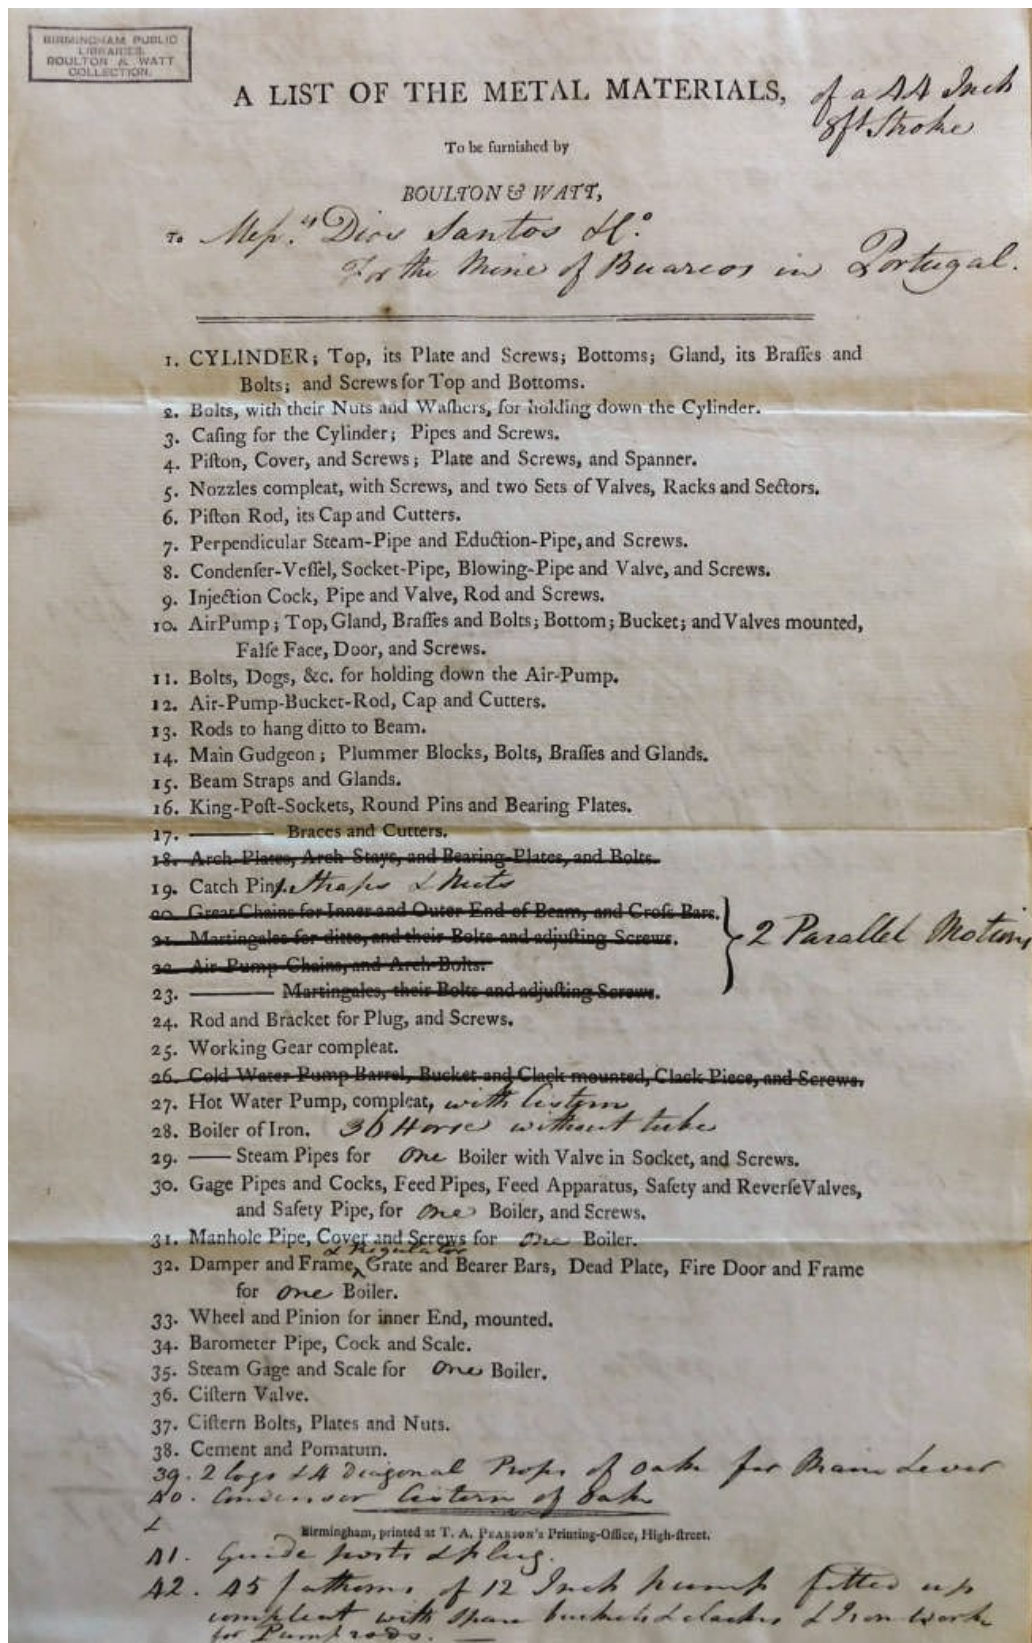 BIRMINGHAM PUBLIC
LIBRARIES.
BOULTON & WATT
COLLECTION.
A LIST OF THE METAL MATERIALS, of a 44 Inch
8ft Stroke
To be furnished by
BOULTON & WATT,
To Messrs. Dios Santos & Co.
For the Mine of Buarcos in Portugal.
1. CYLINDER; Top, its Plate and Screws; Bottoms; Gland, its Braſſes and
Bolts; and Screws for Top and Bottoms.
2. Bolts, with their Nuts and Waſhers, for holding down the Cylinder.
3. Caſing for the Cylinder; Pipes and Screws.
4. Piſton, Cover, and Screws; Plate and Screws, and Spanner.
5. Nozzles compleat, with Screws, and two Sets of Valves, Racks and Sectors.
6. Piſton Rod, its Cap and Cutters.
7. Perpendicular Steam-Pipe and Eduction-Pipe, and Screws.
8. Condenſer-Veſſel, Socket-Pipe, Blowing-Pipe and Valve, and Screws.
9. Injection Cock, Pipe and Valve, Rod and Screws.
10. Air Pump; Top, Gland, Braſſes and Bolts; Bottom; Bucket; and Valves mounted,
Falſe Face, Door, and Screws.
11. Bolts, Dogs, &c. for holding down the Air-Pump.
12. Air-Pump-Bucket-Rod, Cap and Cutters.
13. Rods to hang ditto to Beam.
14. Main Gudgeon; Plummer Blocks, Bolts, Braſſes and Glands.
15. Beam Straps and Glands.
16. King-Poſt-Sockets, Round Pins and Bearing Plates.
17. ——— Braces and Cutters.
18. Arch-Plates, Arch-Stays, and Bearing-Plates, and Bolts.
19. Catch Pins Straps & Nuts
20. Great Chains for Inner and Outer End of Beam, and Croſs Bars.
21. Martingales for ditto, and their Bolts and adjuſting Screws. 2 Parallel Motions
22. Air-Pump Chains, and Arch-Bolts.
23. ——— Martingales, their Bolts and adjuſting Screws.
24. Rod and Bracket for Plug, and Screws.
25. Working Gear compleat.
26. Cold Water Pump Barrel, Bucket and Clack mounted, Clack Piece, and Screws.
27. Hot Water Pump, compleat, with Cistern
28. Boiler of Iron. 36 Horse without tube
29. —— Steam Pipes for One Boiler with Valve in Socket, and Screws.
30. Gage Pipes and Cocks, Feed Pipes, Feed Apparatus, Safety and Reverſe Valves,
and Safety Pipe, for One Boiler, and Screws.
31. Manhole Pipe, Cover and Screws for One Boiler.
& Regulator
32. Damper and Frame, Grate and Bearer Bars, Dead Plate, Fire Door and Frame
for One Boiler.
33. Wheel and Pinion for inner End, mounted.
34. Barometer Pipe, Cock and Scale.
35. Steam Gage and Scale for One Boiler.
36. Ciſtern Valve.
37. Ciſtern Bolts, Plates and Nuts.
38. Cement and Pomatum.
39. 2 Logs & 4 Diagonal Props of Oak for Main Lever
40. Condenser Cistern of Oak
Birmingham, printed at T. A. PEARSON's Printing-Office, High-ſtreet.
41. Guide posts & plug.
42. 45 fathoms of 12 Inch pumps fitted up
compleat with spare buckets & clacks & Iron work
for Pump rods.